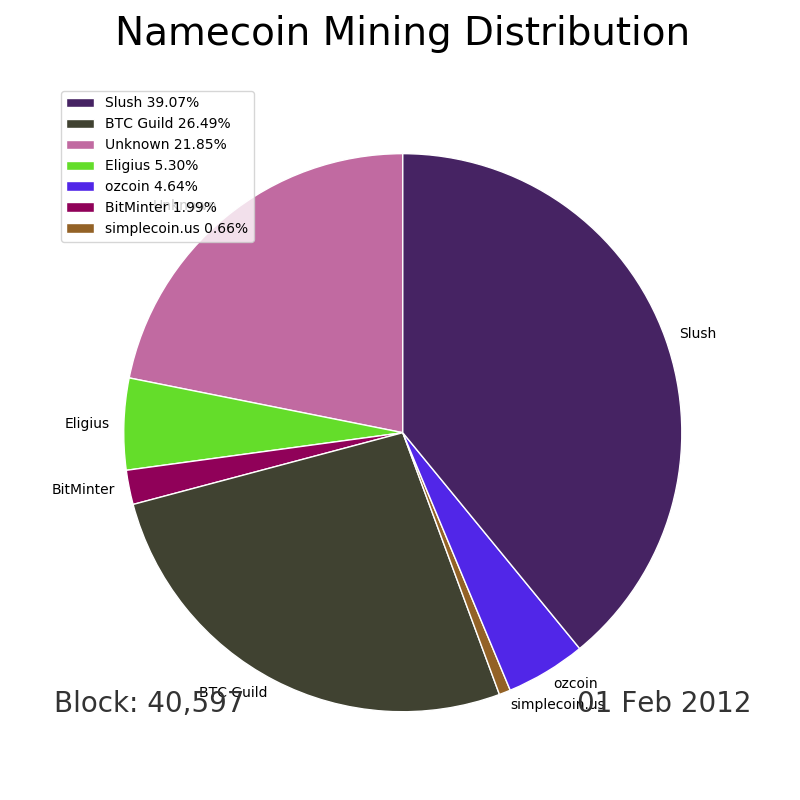 Namecoin Mining Distribution
Slush 39.07%
BTC Guild 26.49%
Unknown 21.85%
Eligius 5.30%
ozcoin 4.64%
BitMinter 1.99%
simplecoin.us 0.66%
Unknown
Slush
Eligius
BitMinter
BTC Guild
ozcoin
simplecoin.us
Block: 40,597
01 Feb 2012